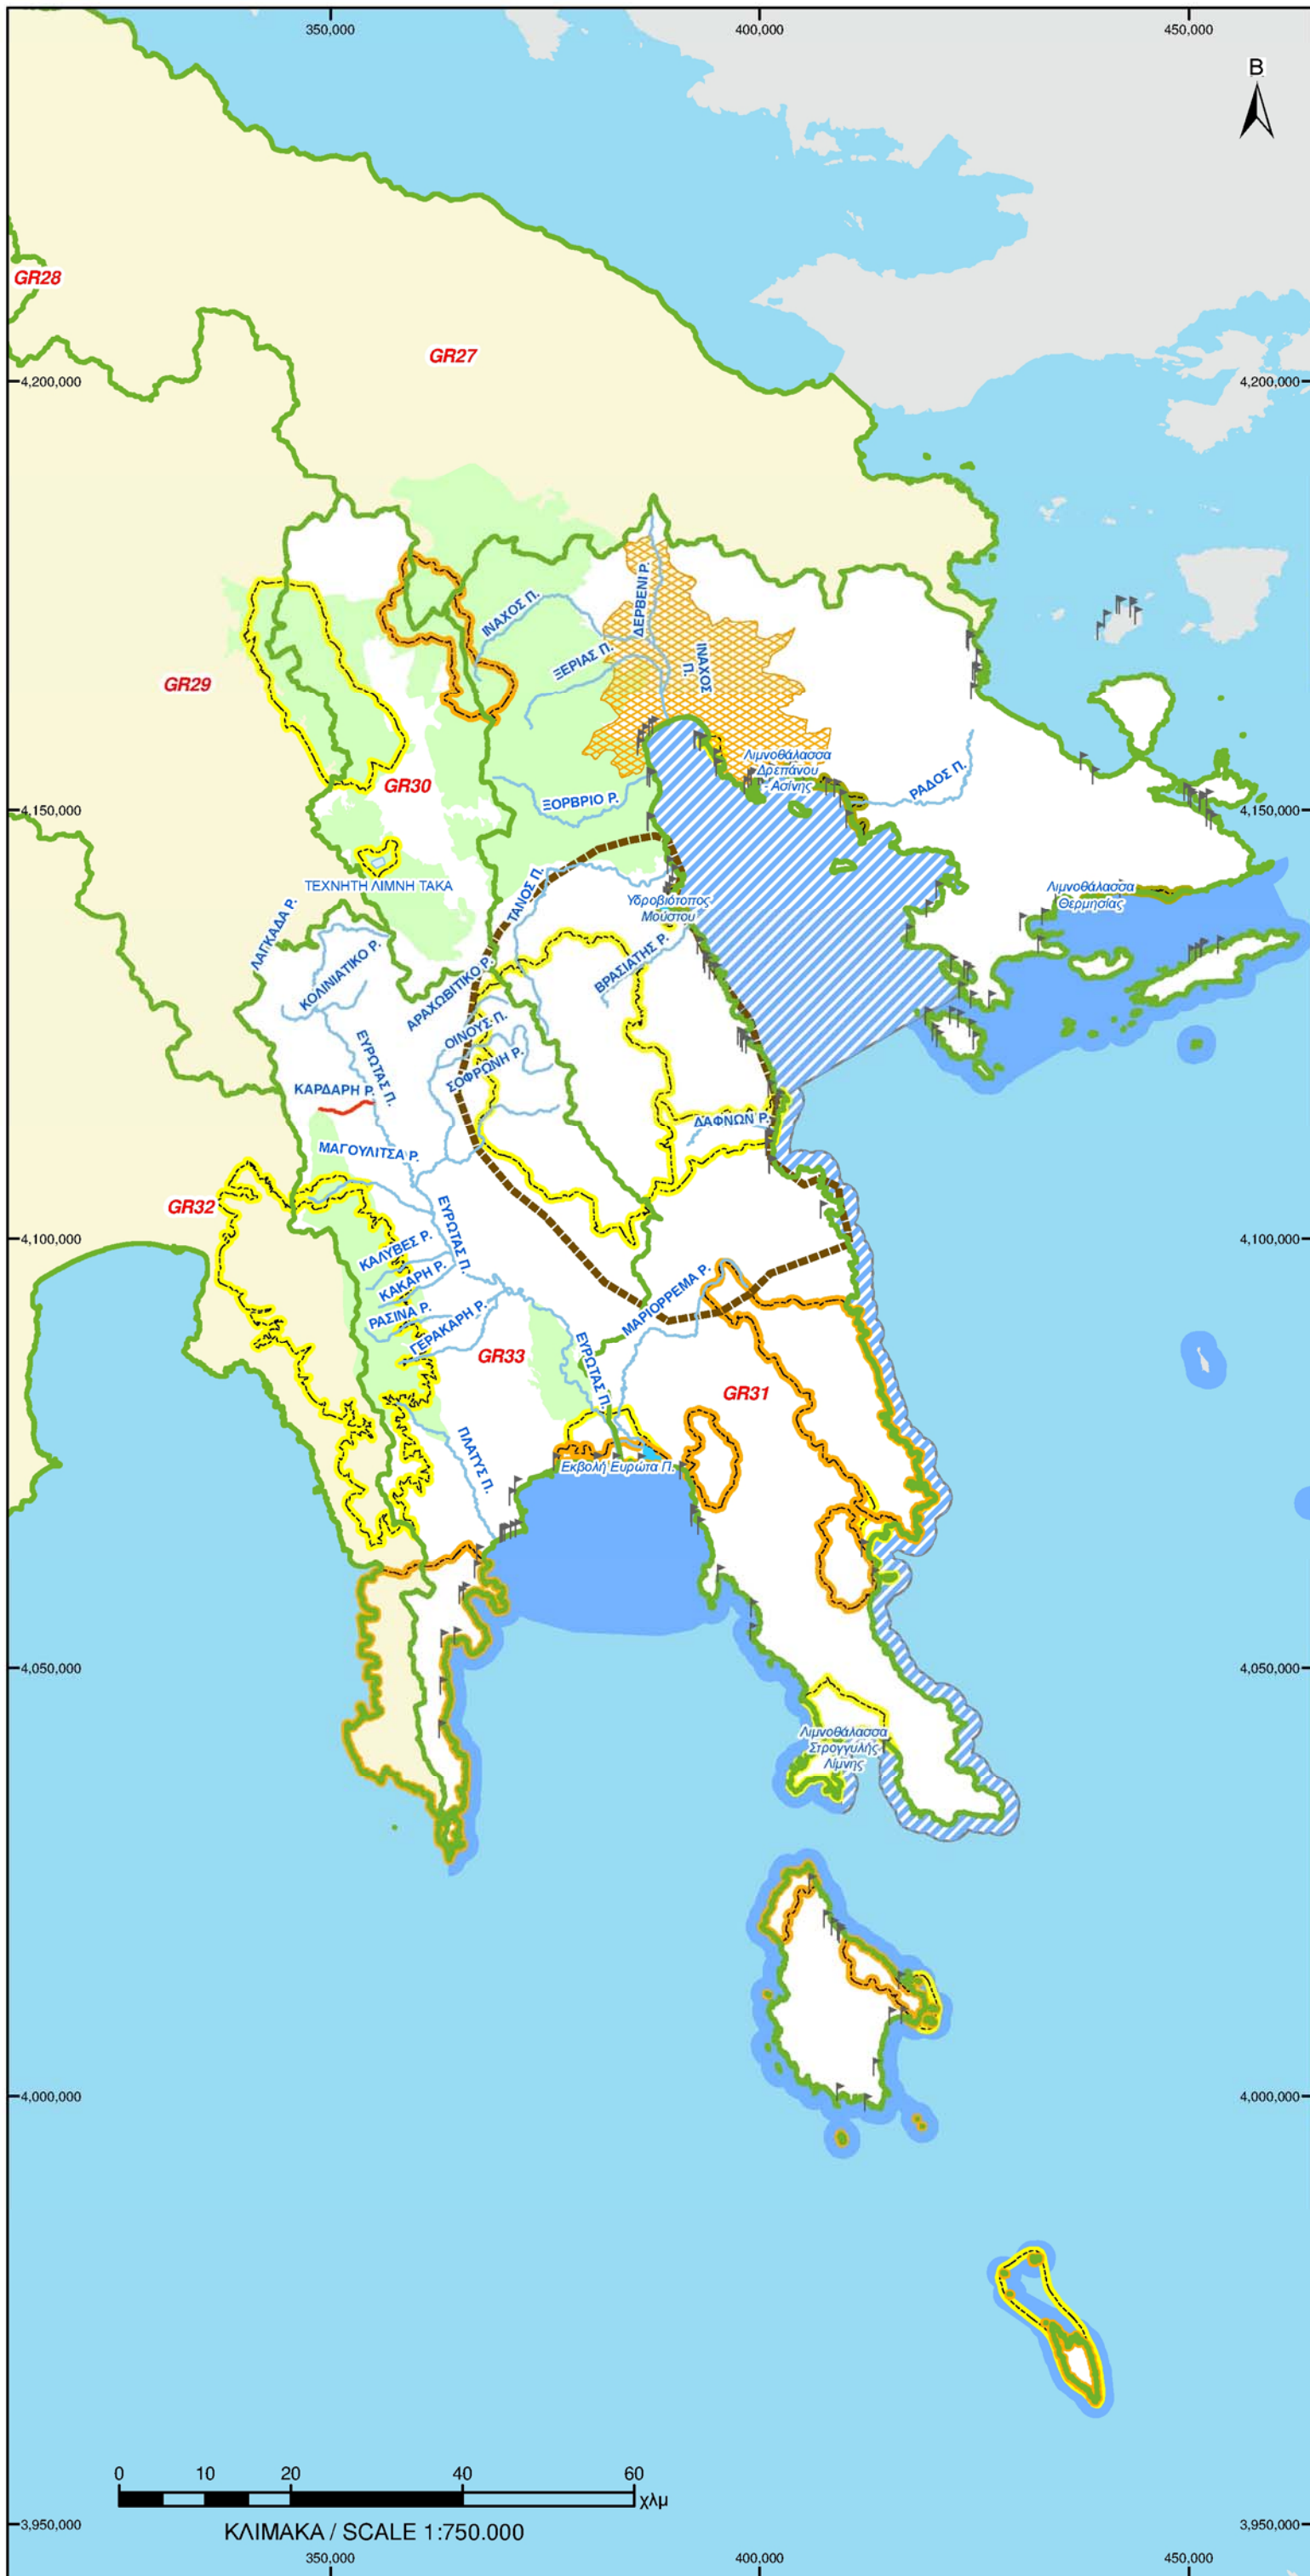 350,000
400,000
450,000
B
GR28
GR27
4,200,000
4,200,000
ΙΝΑΧΟΣ Π.
ΔΕΡΒΕΝΙ Ρ.
ΞΕΡΙΑΣ Π.
ΙΝΑΧΟΣ
Π.
GR29
Λιμνοθάλασσα
Δρεπάνου
- Ασίνης
ΡΑΔΟΣ Π.
GR30
ΞΟΡΒΡΙΟ Ρ.
4,150,000
4,150,000
ΤΕΧΝΗΤΗ ΛΙΜΝΗ ΤΑΚΑ
ΤΑΝΟΣ Π.
Υδροβιότοπος
Μούστου
Λιμνοθάλασσα
Θερμησίας
ΛΑΓΚΑΔΑ Ρ.
ΚΟΛΙΝΙΑΤΙΚΟ Ρ.
ΑΡΑΧΩΒΙΤΙΚΟ Ρ.
ΒΡΑΣΙΑΤΗΣ Ρ.
ΟΙΝΟΥΣ Π.
ΕΥΡΩΤΑΣ Π.
ΣΟΦΡΩΝΗ Ρ.
ΚΑΡΔΑΡΗ Ρ.
ΔΑΦΝΩΝ Ρ.
ΜΑΓΟΥΛΙΤΣΑ Ρ.
GR32
ΕΥΡΩΤΑΣ Π.
4,100,000
4,100,000
ΚΑΛΥΒΕΣ Ρ.
ΚΑΚΑΡΗ Ρ.
ΜΑΡΙΟΡΡΕΜΑ Ρ.
ΡΑΣΙΝΑ Ρ.
ΓΕΡΑΚΑΡΗ Ρ.
GR33
ΕΥΡΩΤΑΣ Π.
GR31
ΠΛΑΤΥΣ Π.
Εκβολή Ευρώτα Π.
4,050,000
4,050,000
Λιμνοθάλασσα
Στρογγυλής
Λίμνης
4,000,000
4,000,000
0 10 20 40 60
χλμ
ΚΛΙΜΑΚΑ / SCALE 1:750.000
3,950,000
3,950,000
350,000
400,000
450,000